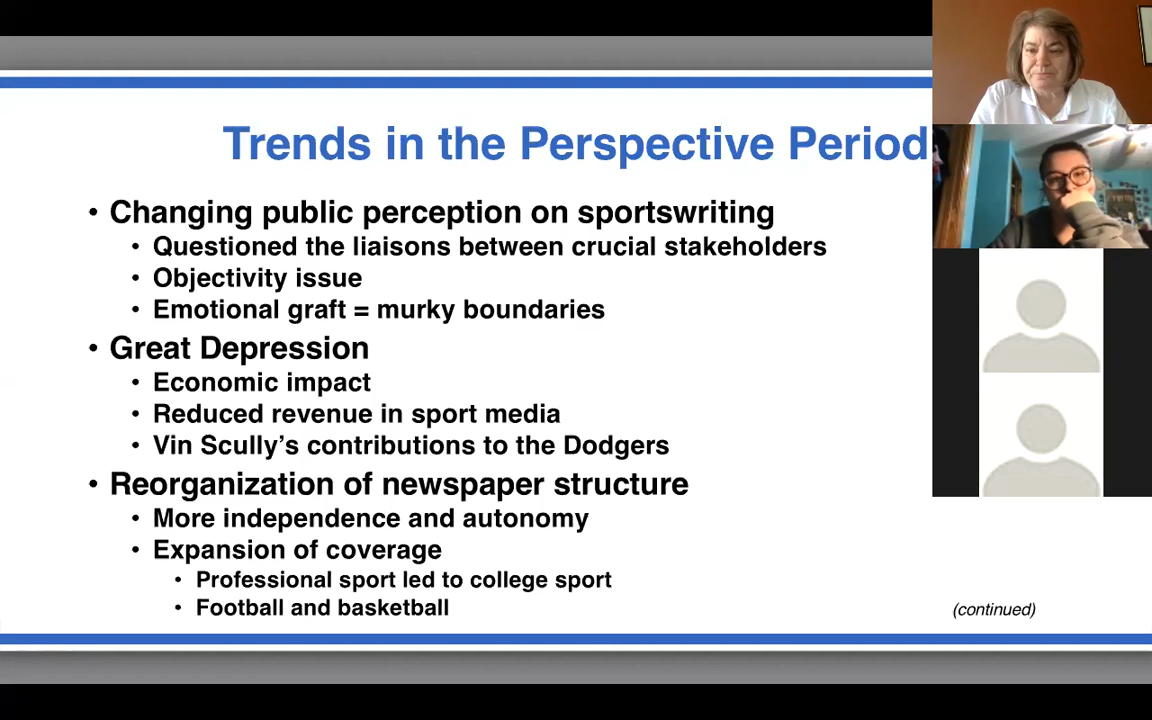 Trends in the Perspective Period
• Changing public perception on sportswriting
• Questioned the liaisons between crucial stakeholders
• Objectivity issue
• Emotional graft = murky boundaries
• Great Depression
• Economic impact
• Reduced revenue in sport media
• Vin Scully’s contributions to the Dodgers
• Reorganization of newspaper structure
• More independence and autonomy
• Expansion of coverage
• Professional sport led to college sport
• Football and basketball
(continued)